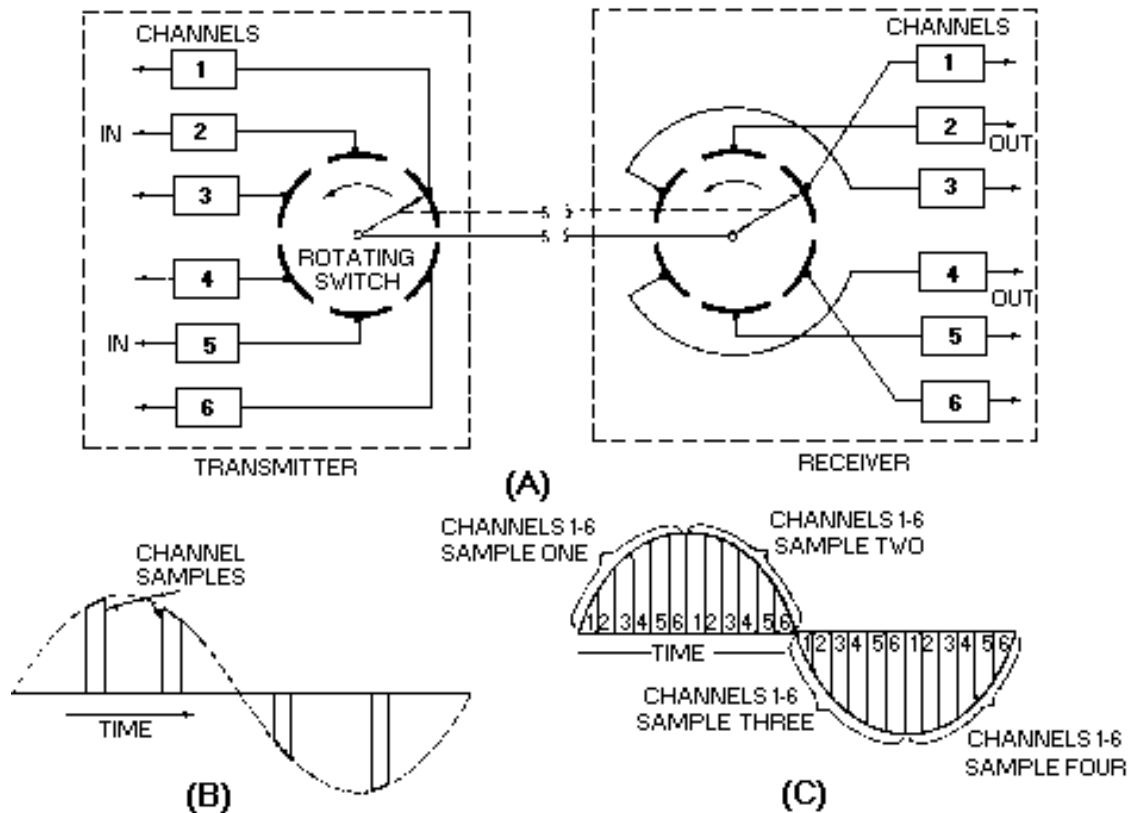 CHANNELS
1
IN
2
3
ROTATING
SWITCH
4
IN
5
6
TRANSMITTER
CHANNELS
1
2
OUT
3
4
OUT
5
6
RECEIVER
(A)
CHANNEL
SAMPLES
TIME
(B)
CHANNELS 1-6
SAMPLE ONE
CHANNELS 1-6
SAMPLE TWO
1 2 3 4 5 6 1 2 3 4 5 6
TIME
1 2 3 4 5 6 1 2 3 4 5 6
CHANNELS 1-6
SAMPLE THREE
CHANNELS 1-6
SAMPLE FOUR
(C)